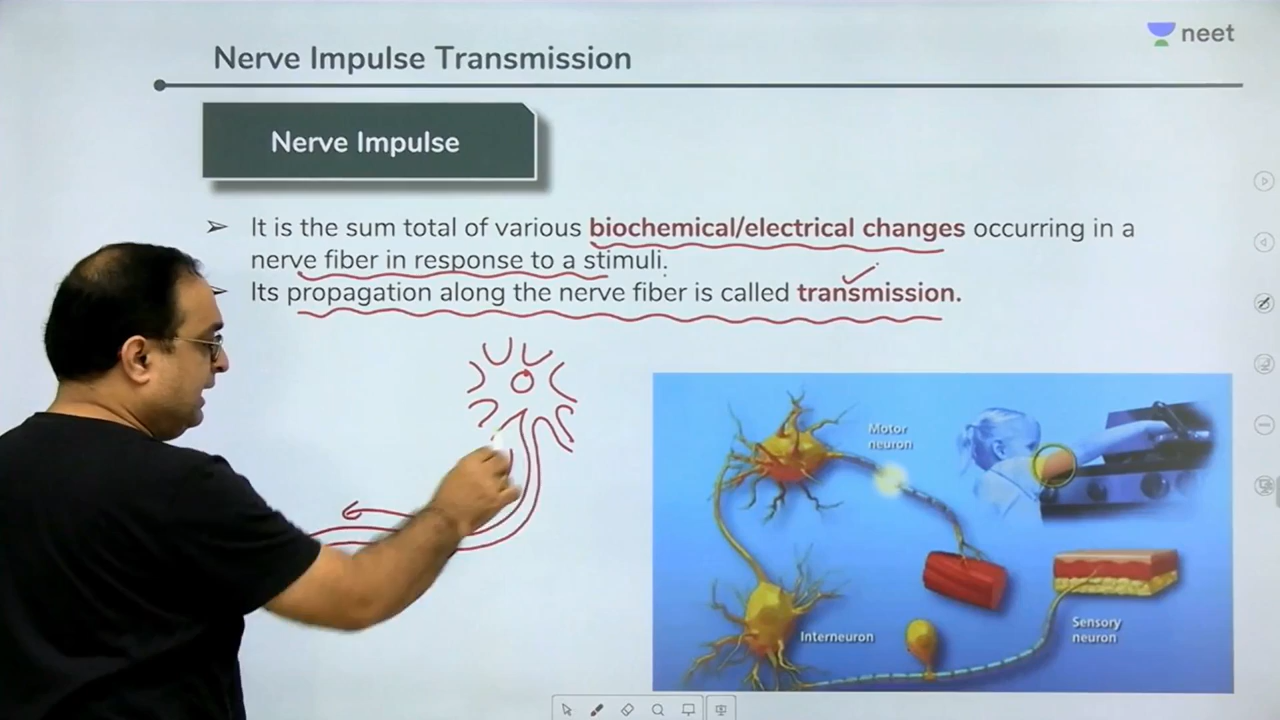 neet
Nerve Impulse Transmission
Nerve Impulse
It is the sum total of various biochemical/electrical changes occurring in a
nerve fiber in response to a stimuli.
Its propagation along the nerve fiber is called transmission.
Motor
neuron
Interneuron
Sensory
neuron